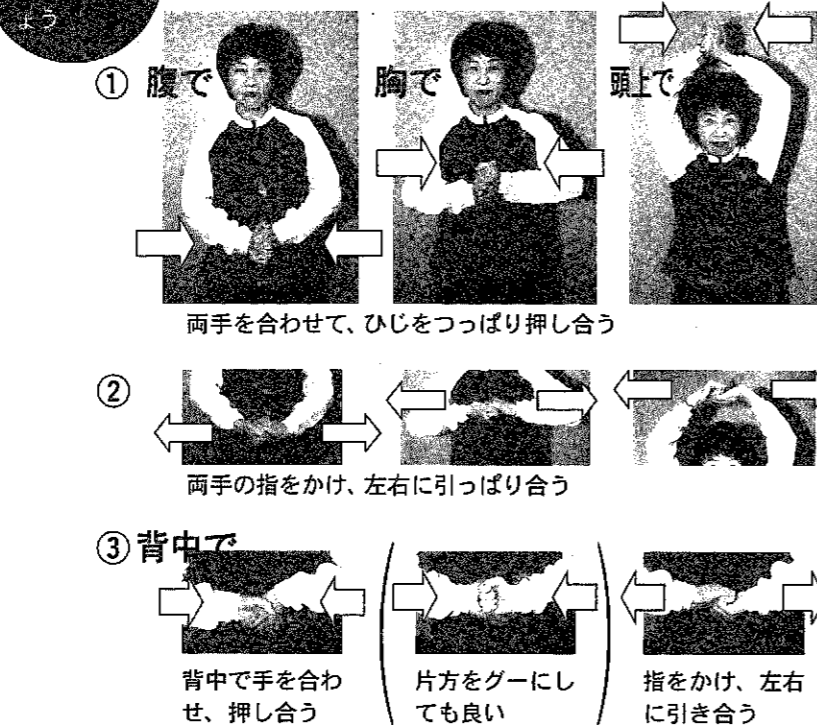 ょう
① 腹で
胸で
頭上で
両手を合わせて、ひじをつっぱり押し合う
②
両手の指をかけ、左右に引っぱり合う
③ 背中で
背中で手を合わ
せ、押し合う
片方をグーにし
ても良い
指をかけ、左右
に引き合う